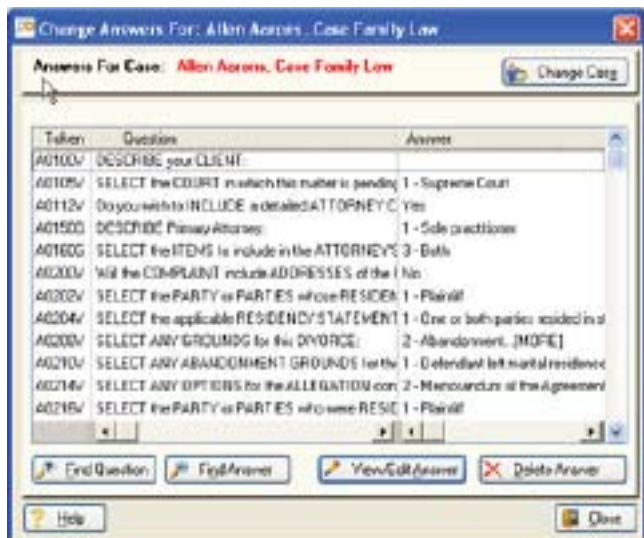 Change Answers For: Allen Aarons, Case Family Law
Answers For Case: Allen Aarons, Case Family Law
Change Case
Taken Question Answer
A0100V DESCRIBE your CLIENT:
A0105V SELECT the COURT in which this matter is pending 1 - Supreme Court
A0112V Do you wish to INCLUDE a detailed ATTORNEY C Yes
A0150G DESCRIBE Primary Attorney: 1 - Sole practitioner
A0160G SELECT the ITEMS to include in the ATTORNEY'S 3 - Both
A0200V Will the COMPLAINT include ADDRESSES of the No
A0202V SELECT the PARTY or PARTIES whose RESIDEN 1 - Plaintiff
A0204V SELECT the applicable RESIDENCY STATEMENT 1 - One or both parties resided in st
A0208V SELECT ANY GROUNDS for this DIVORCE: 2 - Abandonment...[MORE]
A0210V SELECT ANY ABANDONMENT GROUNDS for the 1 - Defendant left marital residence
A0214V SELECT ANY OPTIONS for the ALLEGATION con 2 - Memorandum of the Agreement
A0216V SELECT the PARTY or PARTIES who were RESID 1 - Plaintiff
Find Question Find Answer View/Edit Answer Delete Answer
Help Close